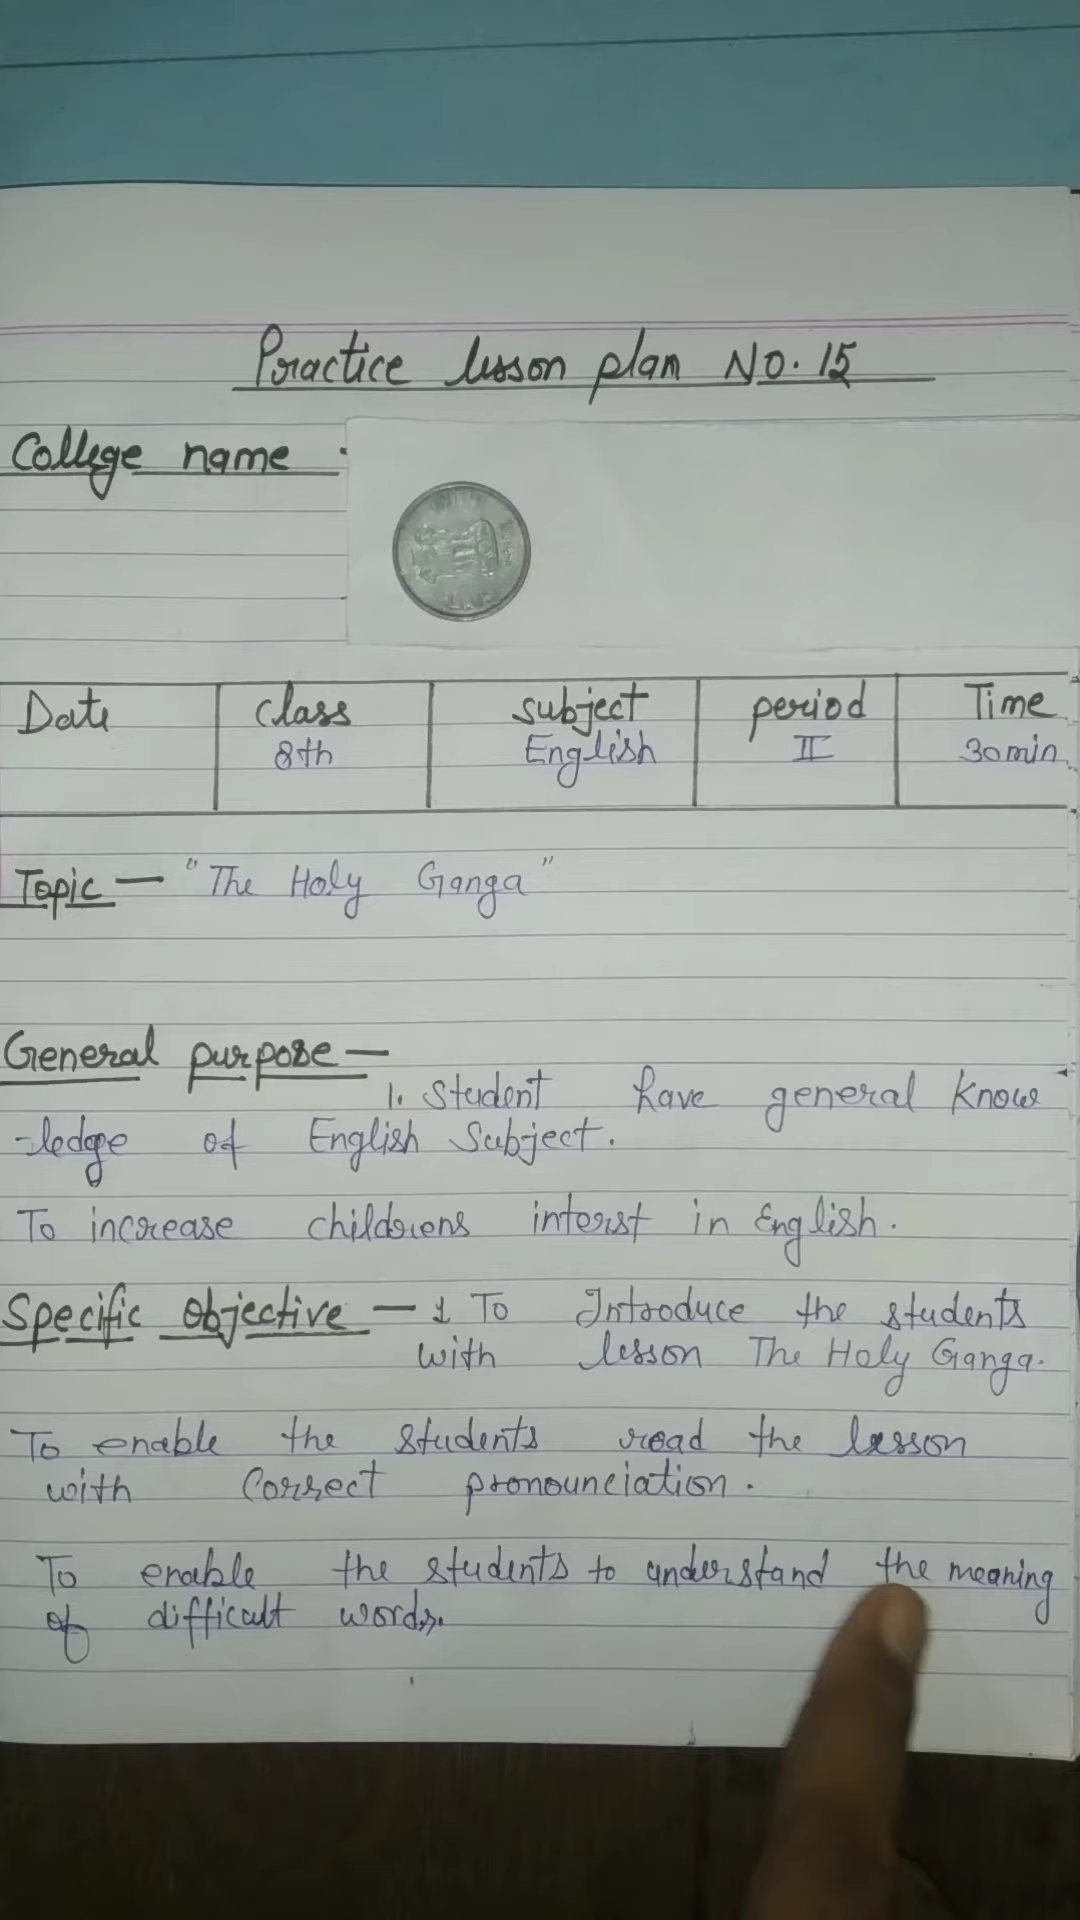 Practice lesson plan NO. 15
College name
Date class subject period Time
8th English II 30 min.
Topic — "The Holy Ganga"
General purpose —
1. Student have general know
-ledge of English Subject.
To increase childrens interst in English.
Specific objective — 1 To Introduce the students
with lesson The Holy Ganga.
To enable the students read the lesson
with Correct pronounciation.
To enable the students to understand the meaning
of difficult words.